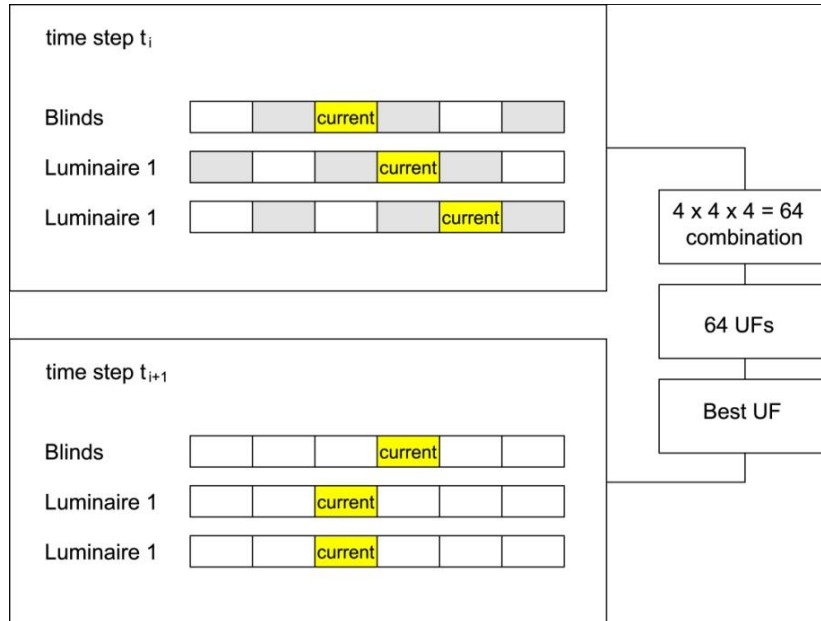 time step ti
Blinds
current
Luminaire 1
current
Luminaire 1
current
4 x 4 x 4 = 64
combination
64 UFs
Best UF
time step ti+1
Blinds
current
Luminaire 1
current
Luminaire 1
current